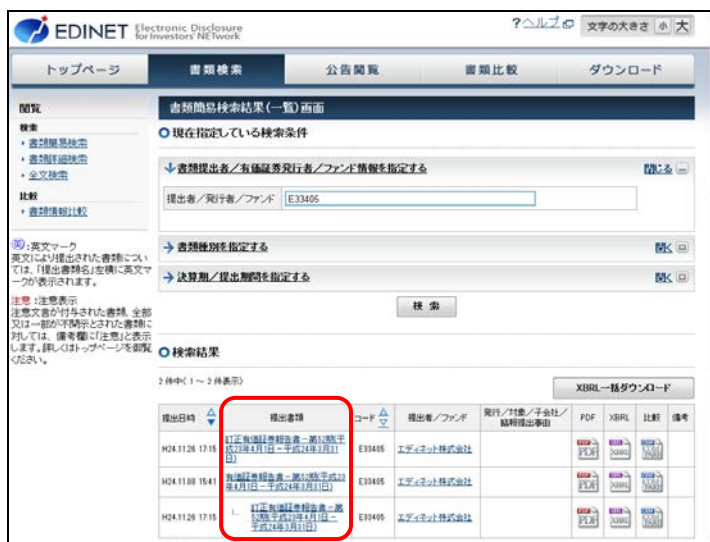 EDINET Electronic Disclosure
for Investors' NETwork
?ヘルプ 文字の大きさ 小 大
トップページ 書類検索 公告閲覧 書類比較 ダウンロード
閲覧
検索
書類簡易検索
書類詳細検索
全文検索
比較
書類情報比較
英:英文マーク
英文により提出された書類につい
ては、「提出書類名」左横に英文マ
ークが表示されます。
注意:注意表示
注意文言が付与された書類、全部
又は一部が不開示とされた書類に
対しては、備考欄に「注意」と表示
します。詳しくはトップページを御覧
ください。
書類簡易検索結果(一覧)画面
現在指定している検索条件
書類提出者/有価証券発行者/ファンド情報を指定する 閉じる
提出者/発行者/ファンド E33405
書類種別を指定する 開く
決算期/提出期間を指定する 開く
検索
検索結果
2 件中(1~2 件表示)
XBRL一括ダウンロード
提出日時 提出書類 コード 提出者/ファンド 発行/対象/子会社/
臨報提出事由 PDF XBRL 比較 備考
H24.11.26 17:15 訂正有価証券報告書-第52期(平
成23年4月1日-平成24年3月31
日) E33405 エディネット株式会社 PDF XBRL
H24.11.08 15:41 有価証券報告書-第52期(平成23
年4月1日-平成24年3月31日) E33405 エディネット株式会社 PDF XBRL
H24.11.26 17:15 訂正有価証券報告書-第
52期(平成23年4月1日-
平成24年3月31日) E33405 エディネット株式会社 PDF XBRL